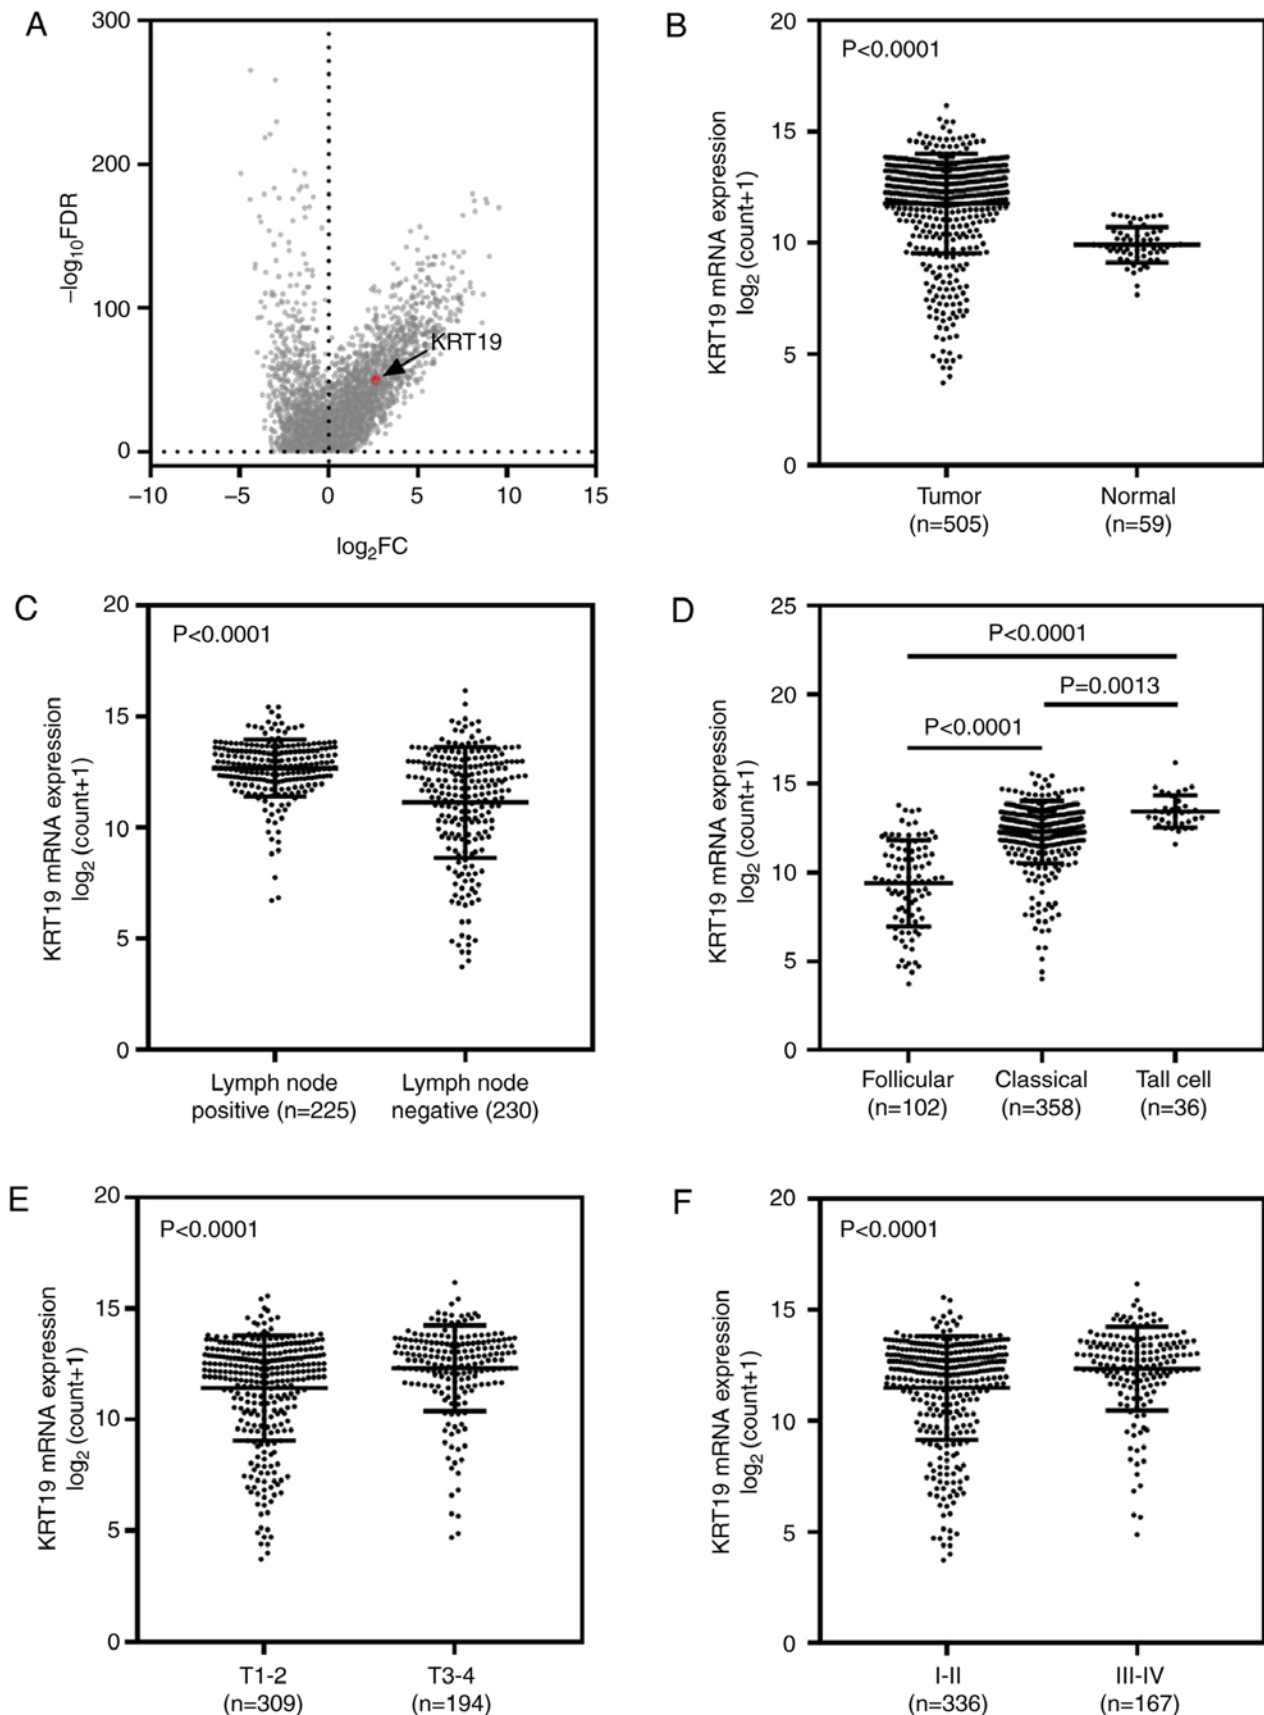 A
300
200
100
0
−log10FDR
KRT19
−10
−5
0
5
10
15
log2FC
B
P<0.0001
20
15
10
5
0
KRT19 mRNA expression
log2 (count+1)
Tumor
(n=505)
Normal
(n=59)
C
P<0.0001
20
15
10
5
0
KRT19 mRNA expression
log2 (count+1)
Lymph node
positive (n=225)
Lymph node
negative (230)
D
P<0.0001
P=0.0013
P<0.0001
25
20
15
10
5
0
KRT19 mRNA expression
log2 (count+1)
Follicular
(n=102)
Classical
(n=358)
Tall cell
(n=36)
E
P<0.0001
20
15
10
5
0
KRT19 mRNA expression
log2 (count+1)
T1-2
(n=309)
T3-4
(n=194)
F
P<0.0001
20
15
10
5
0
KRT19 mRNA expression
log2 (count+1)
I-II
(n=336)
III-IV
(n=167)